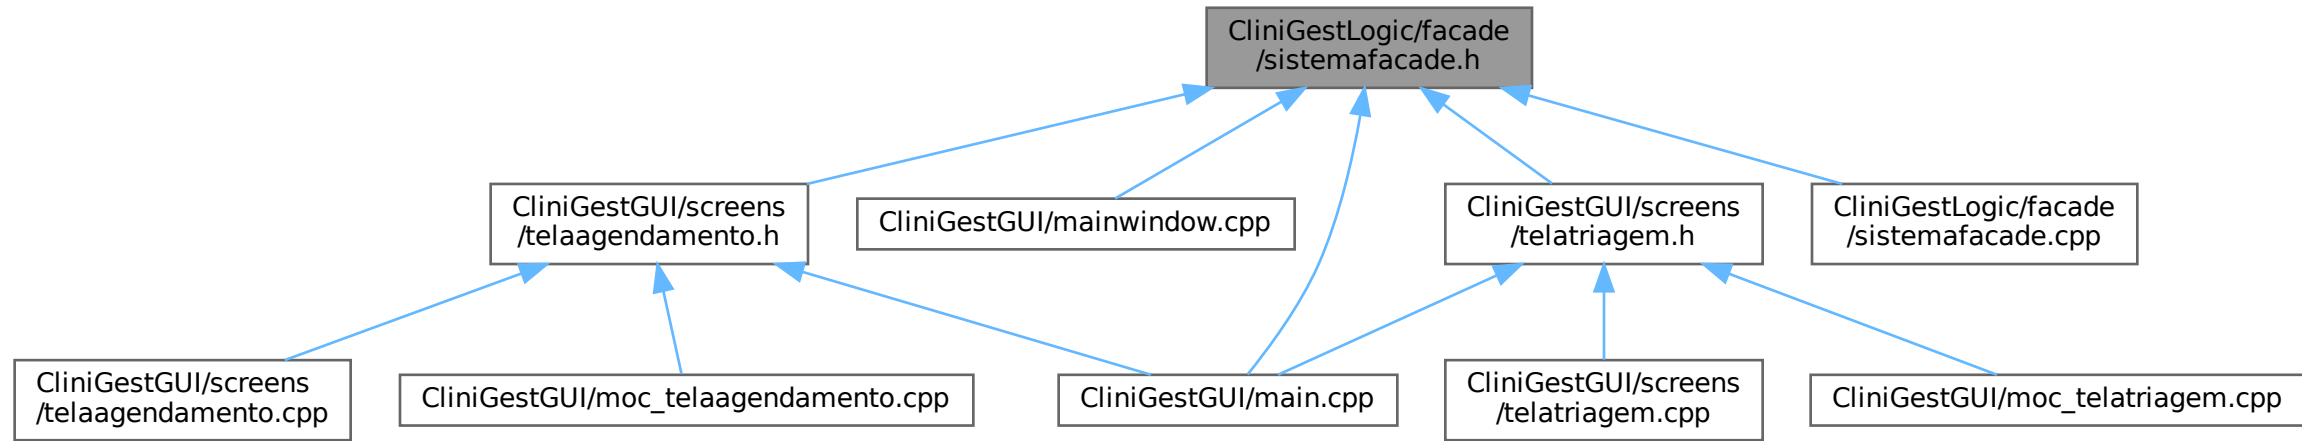 CliniGestLogic/facade
/sistemafacade.h
CliniGestGUI/screens
/telaagendamento.h
CliniGestGUI/mainwindow.cpp
CliniGestGUI/screens
/telatriagem.h
CliniGestLogic/facade
/sistemafacade.cpp
CliniGestGUI/screens
/telaagendamento.cpp
CliniGestGUI/moc_telaagendamento.cpp
CliniGestGUI/main.cpp
CliniGestGUI/screens
/telatriagem.cpp
CliniGestGUI/moc_telatriagem.cpp